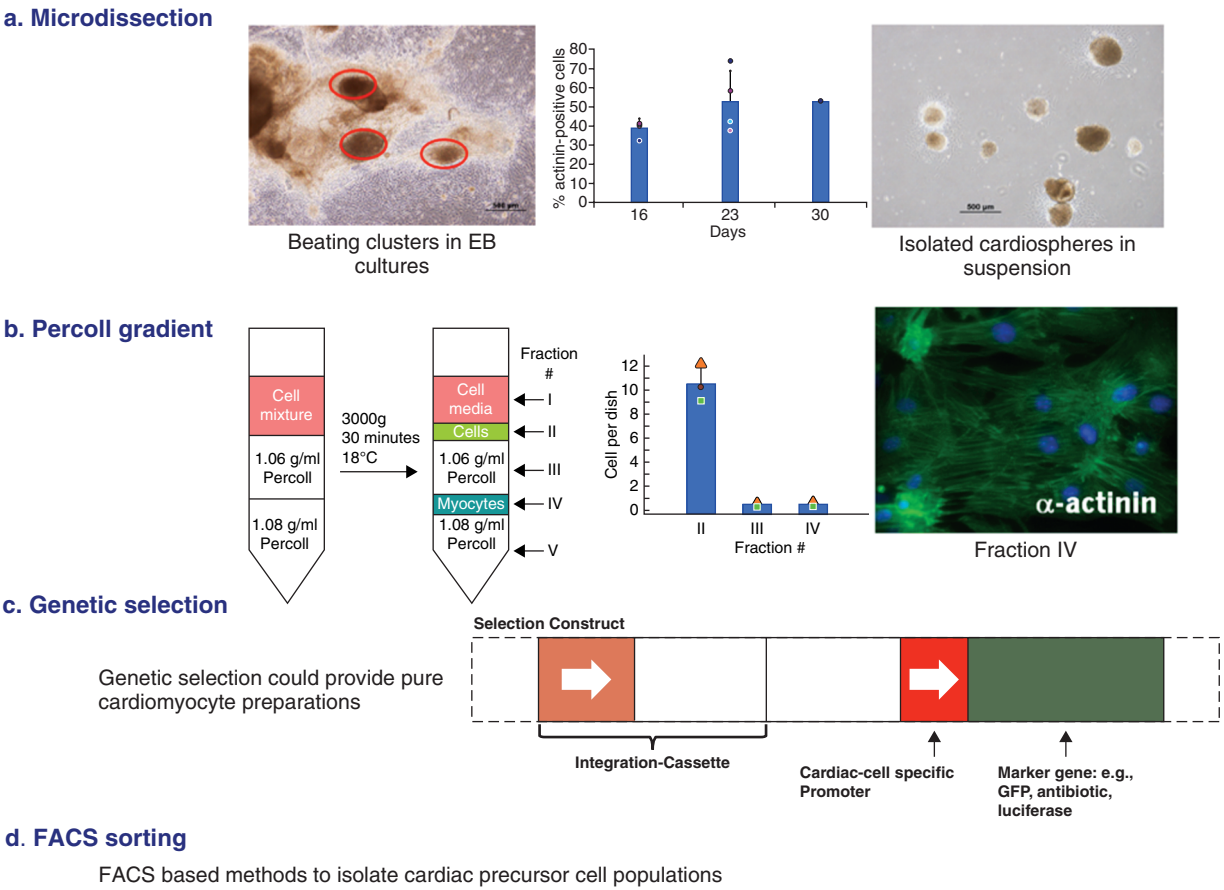 a. Microdissection
500 µm
Beating clusters in EB
cultures
% actinin-positive cells
80
70
60
50
40
30
20
10
0
16
23
30
Days
500 µm
Isolated cardiospheres in
suspension
b. Percoll gradient
Cell
mixture
1.06 g/ml
Percoll
1.08 g/ml
Percoll
3000g
30 minutes
18°C
Cell
media
Cells
1.06 g/ml
Percoll
Myocytes
1.08 g/ml
Percoll
Fraction
#
I
II
III
IV
V
Cell per dish
12
10
8
6
4
2
0
II
III
IV
Fraction #
α-actinin
Fraction IV
c. Genetic selection
Genetic selection could provide pure
cardiomyocyte preparations
Selection Construct
Integration-Cassette
Cardiac-cell specific
Promoter
Marker gene: e.g.,
GFP, antibiotic,
luciferase
d. FACS sorting
FACS based methods to isolate cardiac precursor cell populations